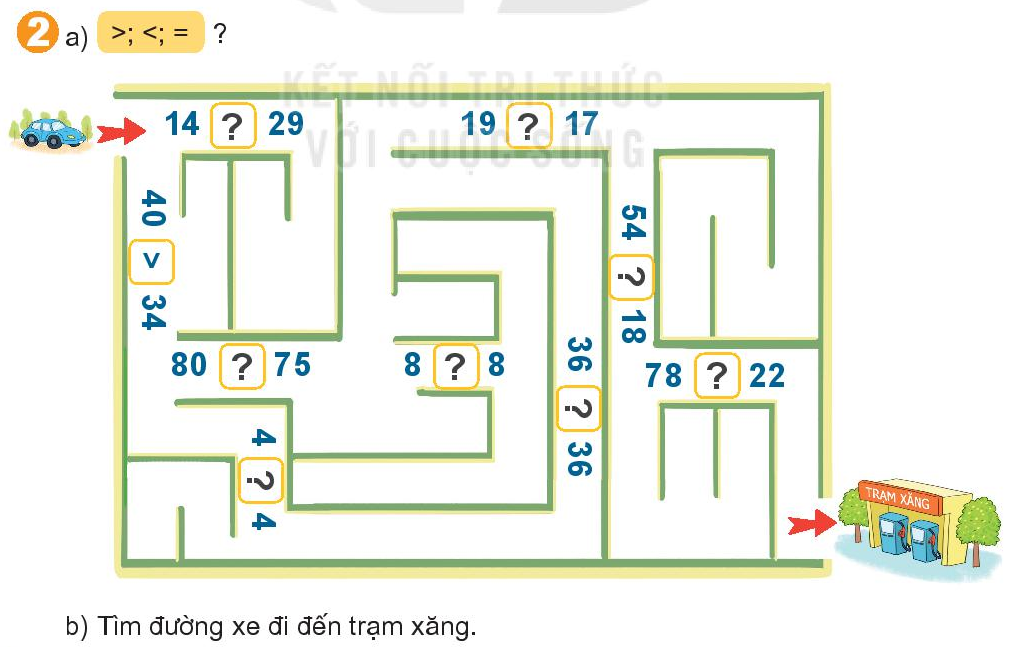 2 a) >; <; = ?
KẾT NỐI TRI THỨC
VỚI CUỘC SỐNG
14 ? 29
19 ? 17
40 > 34
54 ? 18
80 ? 75
8 ? 8
36 ? 36
78 ? 22
4 ? 4
TRẠM XĂNG
b) Tìm đường xe đi đến trạm xăng.